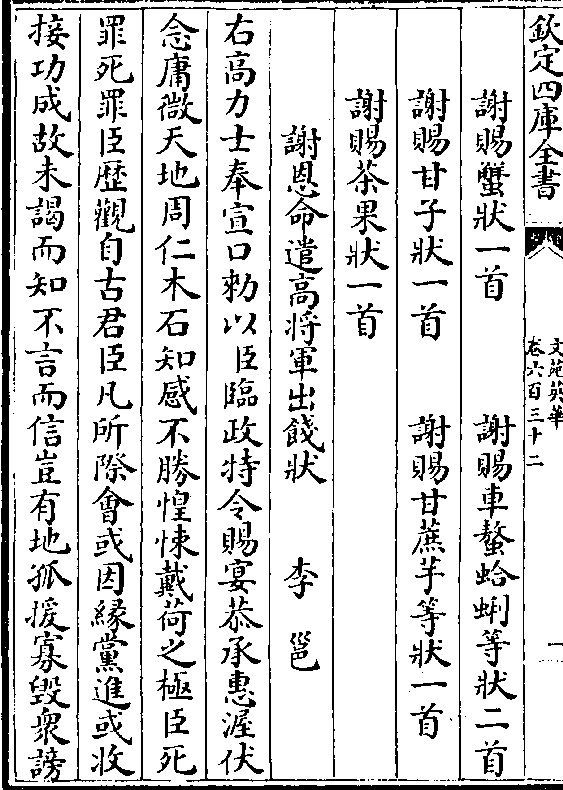 欽定四庫全書
文苑英華
卷六百三十二
一
謝賜蟹狀一首　謝賜車螯蛤蜊等狀二首
謝賜甘子狀一首　謝賜甘蔗芋等狀一首
謝賜茶果狀一首
謝恩命遣高將軍出餞狀　李邕
右高力士奉宣口勅以臣臨政特令賜宴恭承惠渥伏
念庸微天地周仁木石知感不勝惶悚戴荷之極臣死
罪死罪臣歴觀自古君臣凡所際會或因緣黨進或收
接功成故未謁而知不言而信豈有地孤援寡毀衆謗